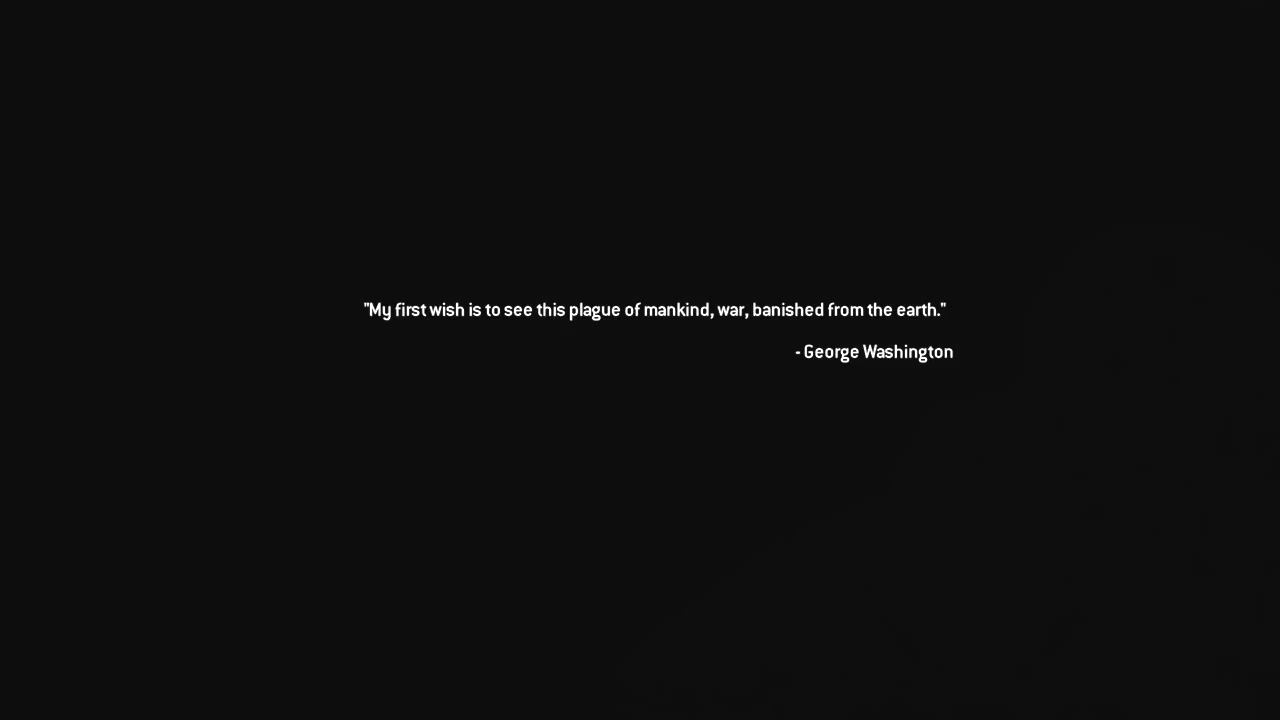 "My first wish is to see this plague of mankind, war, banished from the earth."
- George Washington